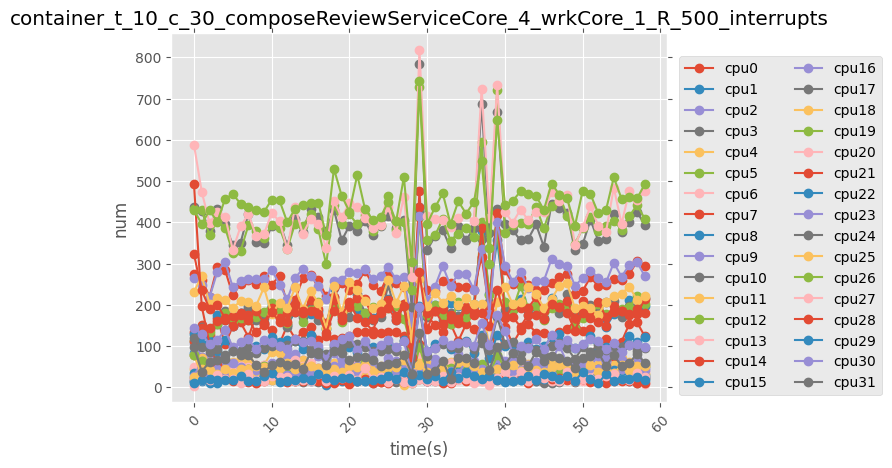 container_t_10_c_30_composeReviewServiceCore_4_wrkCore_1_R_500_interrupts
800
700
600
500
400
300
200
100
0
num
0
10
20
30
40
50
60
time(s)
cpu0 cpu16
cpu1 cpu17
cpu2 cpu18
cpu3 cpu19
cpu4 cpu20
cpu5 cpu21
cpu6 cpu22
cpu7 cpu23
cpu8 cpu24
cpu9 cpu25
cpu10 cpu26
cpu11 cpu27
cpu12 cpu28
cpu13 cpu29
cpu14 cpu30
cpu15 cpu31